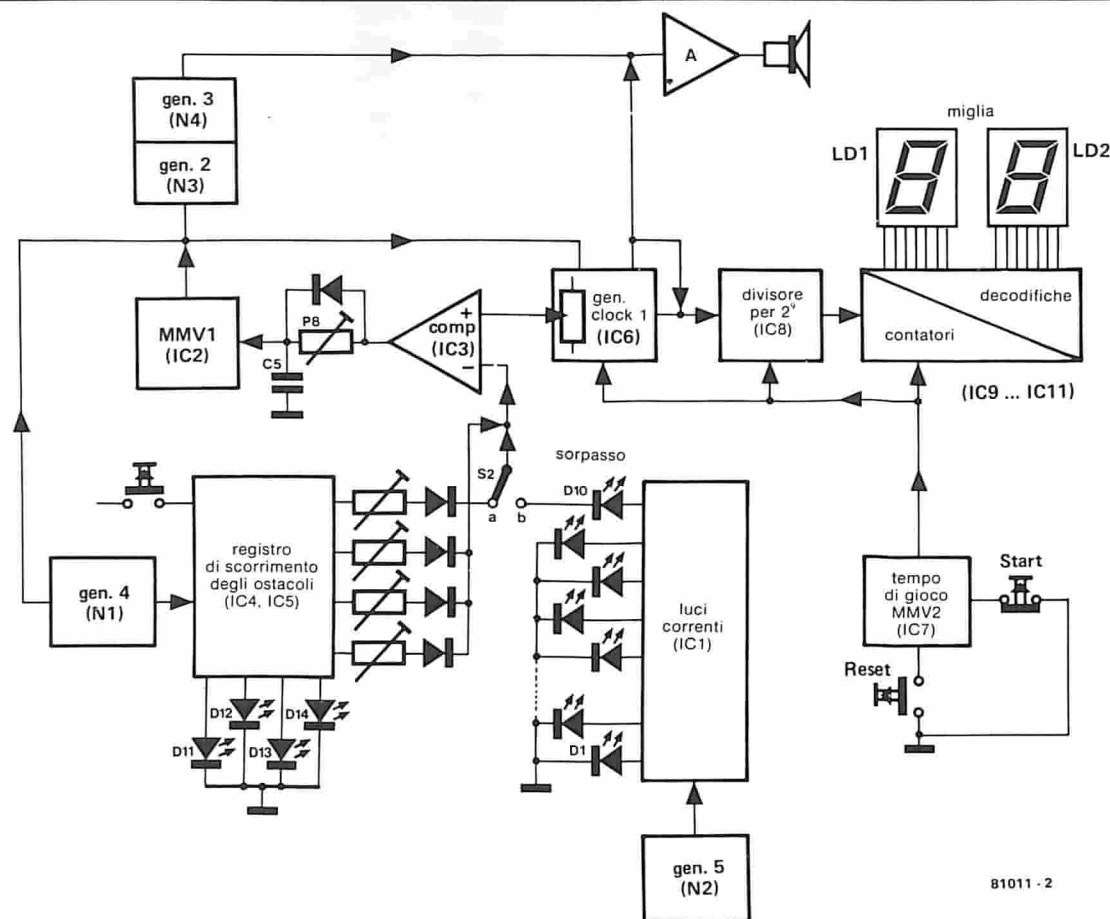 A
gen. 3
(N4)
gen. 2
(N3)
miglia
LD1
LD2
MMV1
(IC2)
P8
C5
+
comp
(IC3)
−
gen.
clock 1
(IC6)
divisore
per 2⁹
(IC8)
decodifiche
contatori
(IC9 ... IC11)
S2
a
b
sorpasso
D10
registro
di scorrimento
degli ostacoli
(IC4, IC5)
gen. 4
(N1)
luci
correnti
(IC1)
tempo
di gioco
MMV2
(IC7)
Start
Reset
D12
D14
D11
D13
D1
gen. 5
(N2)
81011 - 2